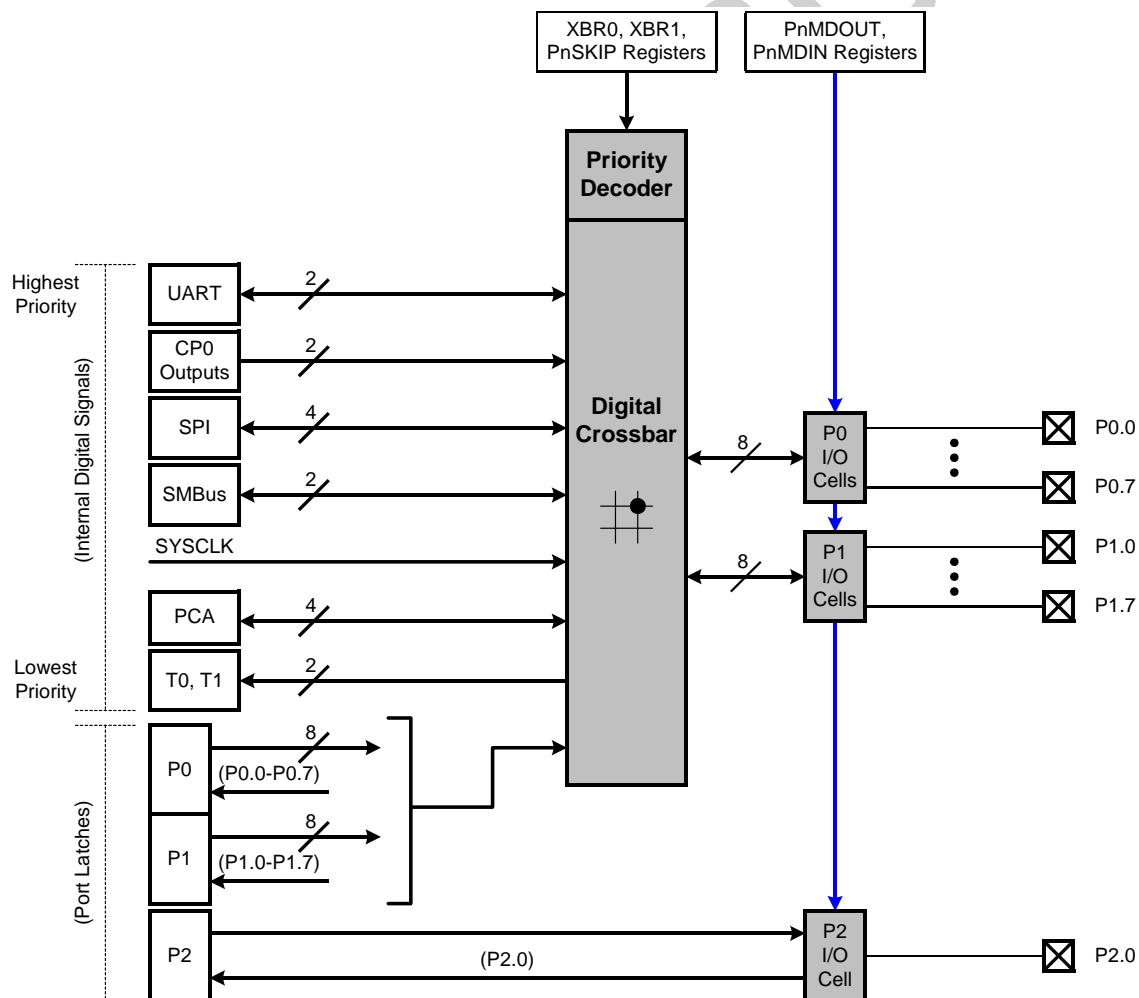 XBR0, XBR1,
PnSKIP Registers
PnMDOUT,
PnMDIN Registers
Priority
Decoder
Highest
Priority
(Internal Digital Signals)
UART
2
CP0
Outputs
2
SPI
4
SMBus
2
SYSCLK
PCA
4
Lowest
Priority
T0, T1
2
Digital
Crossbar
8
P0
I/O
Cells
P0.0
P0.7
8
P1
I/O
Cells
P1.0
P1.7
(Port Latches)
P0
8
(P0.0-P0.7)
P1
8
(P1.0-P1.7)
P2
(P2.0)
P2
I/O
Cell
P2.0